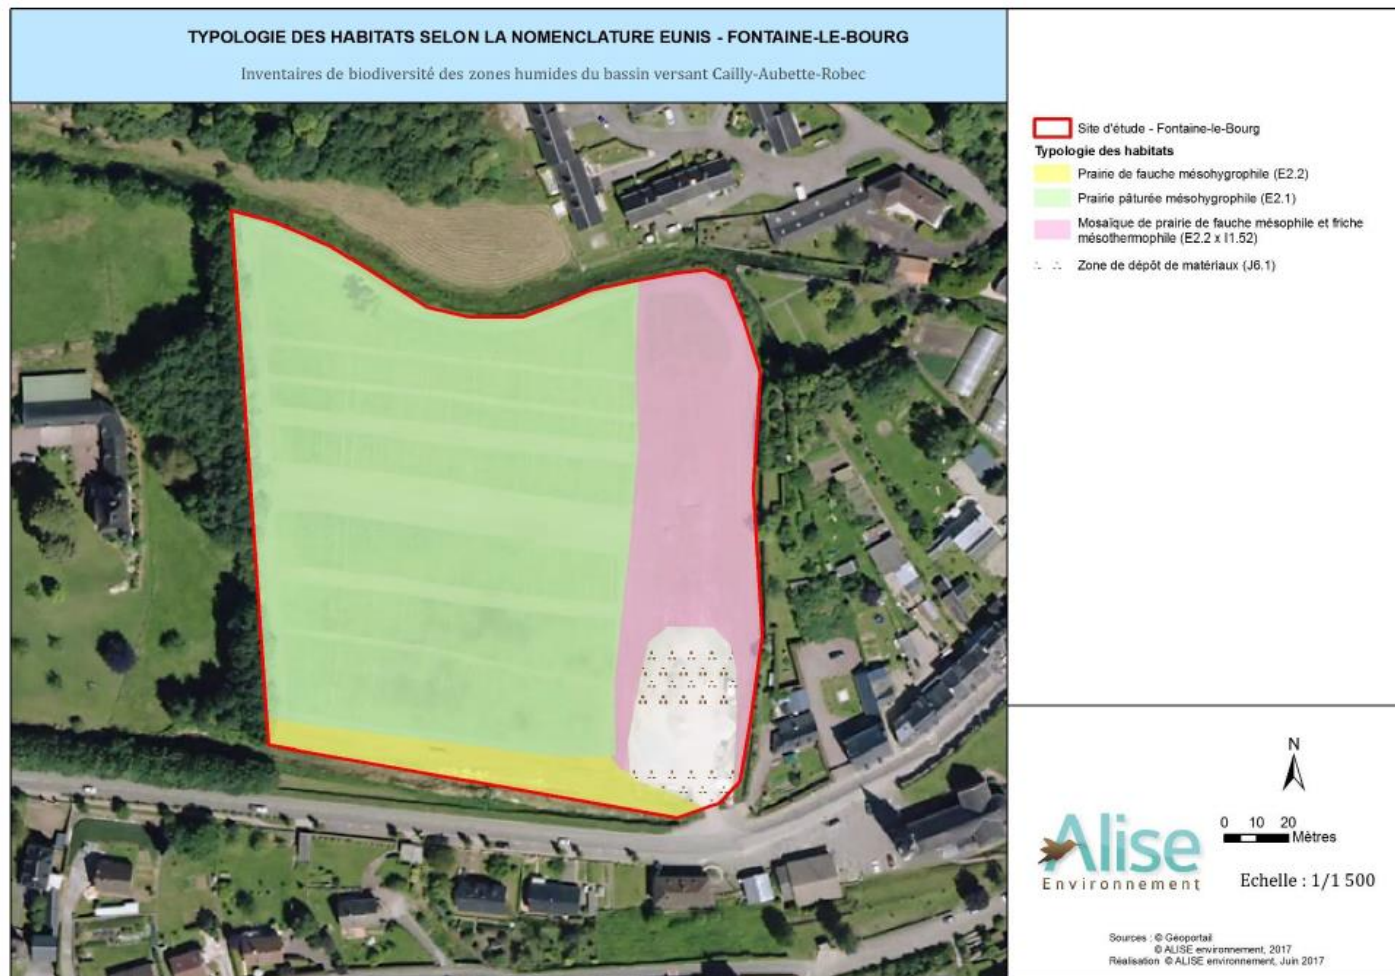 TYPOLOGIE DES HABITATS SELON LA NOMENCLATURE EUNIS - FONTAINE-LE-BOURG
Inventaires de biodiversité des zones humides du bassin versant Cailly-Aubette-Robec
Site d'étude - Fontaine-le-Bourg
Typologie des habitats
Prairie de fauche mésohygrophile (E2.2)
Prairie pâturée mésohygrophile (E2.1)
Mosaïque de prairie de fauche mésophile et friche
mésothermophile (E2.2 x I1.52)
Zone de dépôt de matériaux (J6.1)
N
0 10 20
Mètres
Alise
Environnement
Echelle : 1/1 500
Sources : © Géoportail
© ALISE environnement, 2017
Réalisation © ALISE environnement, Juin 2017